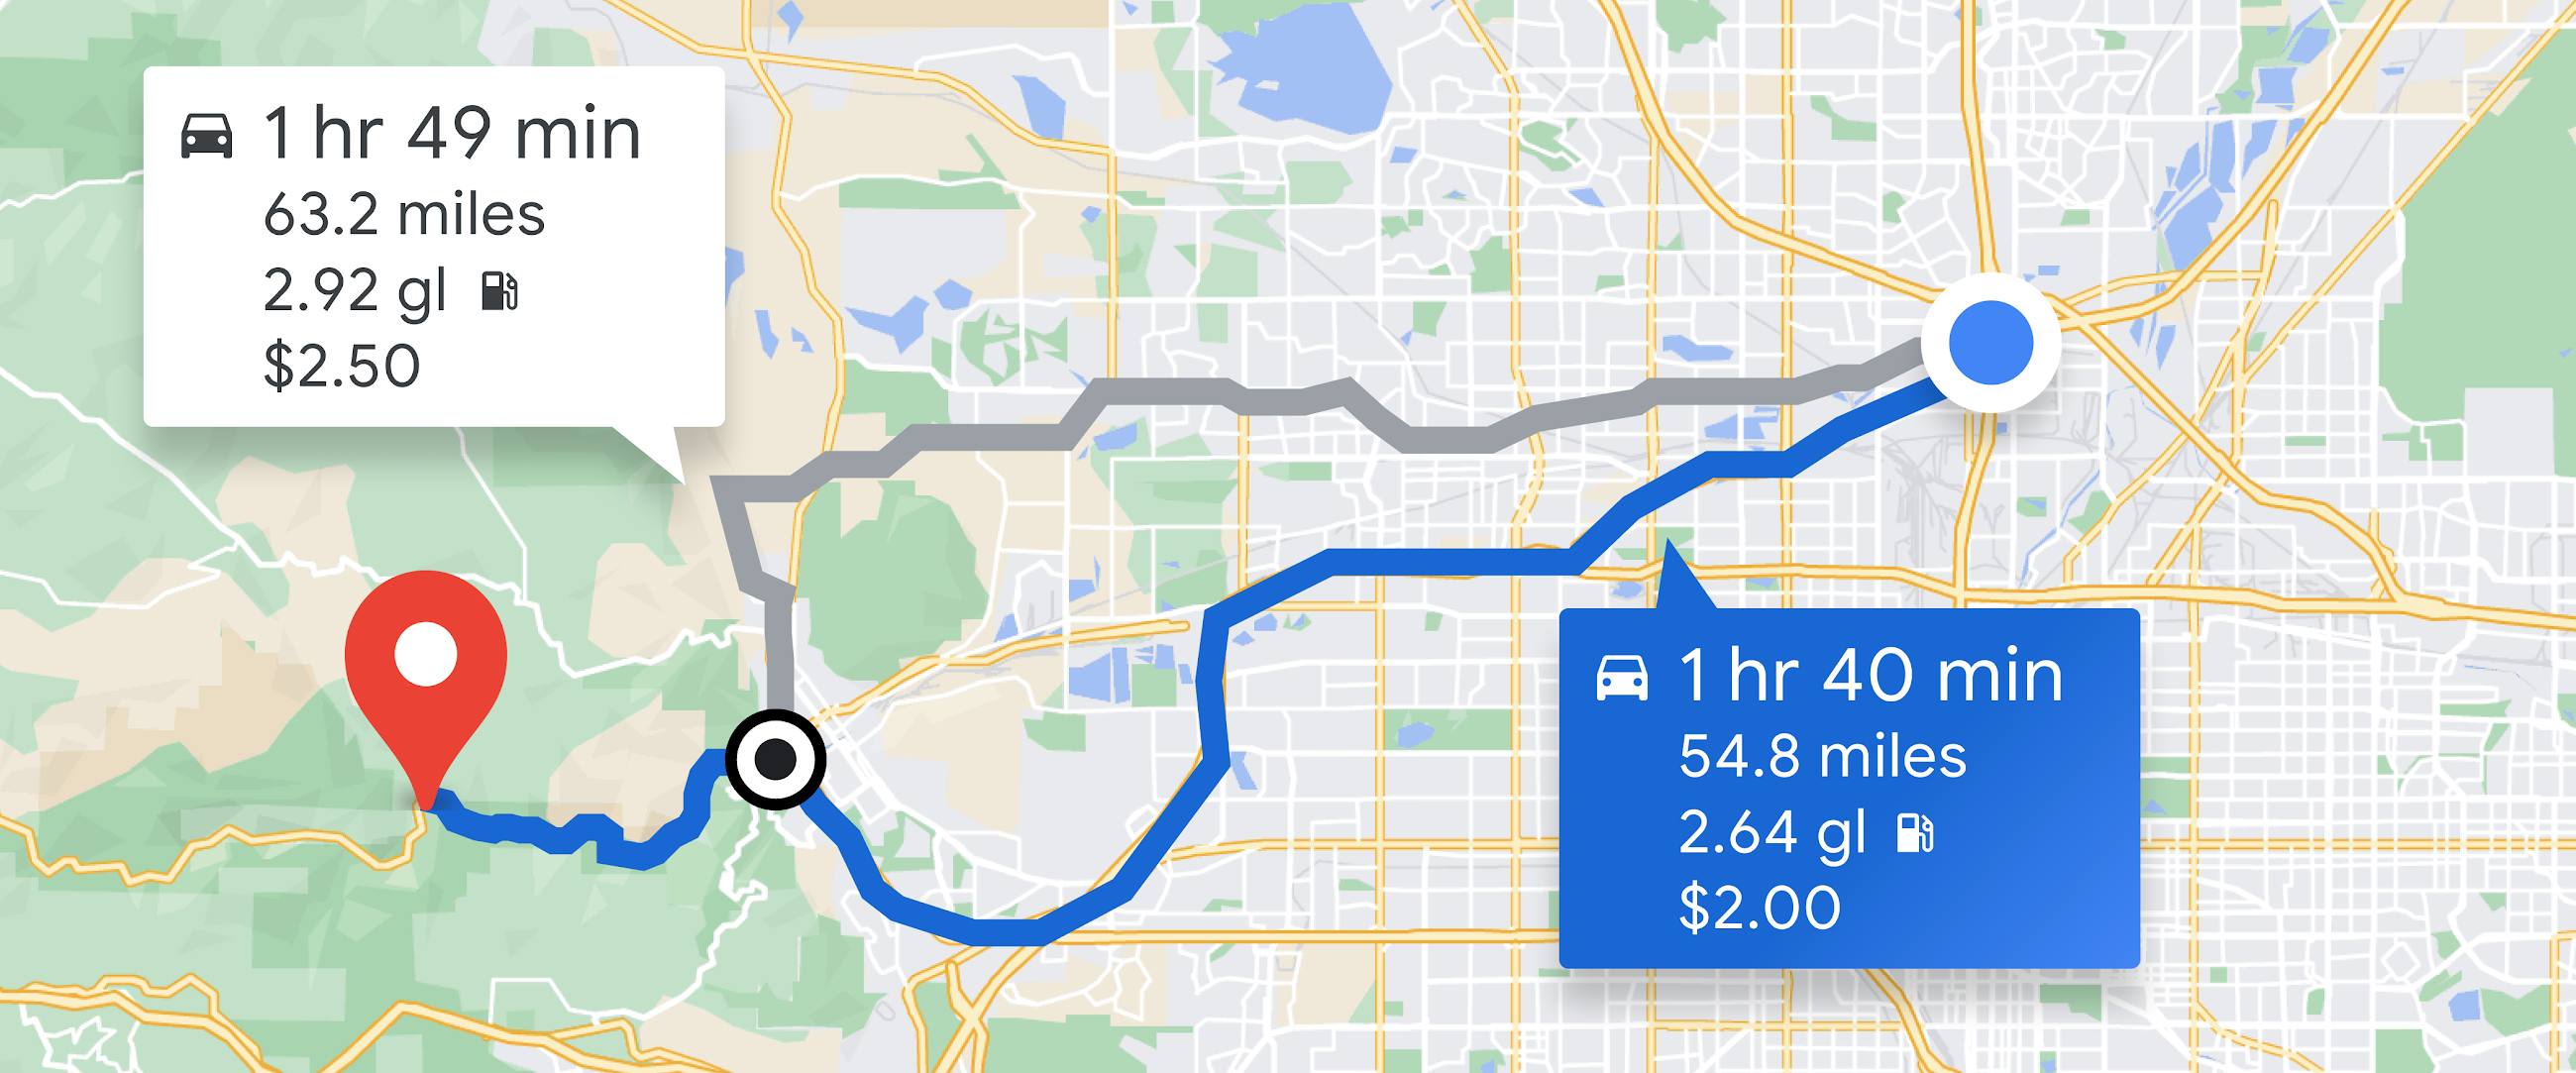 1 hr 49 min
63.2 miles
2.92 gl
$2.50
1 hr 40 min
54.8 miles
2.64 gl
$2.00